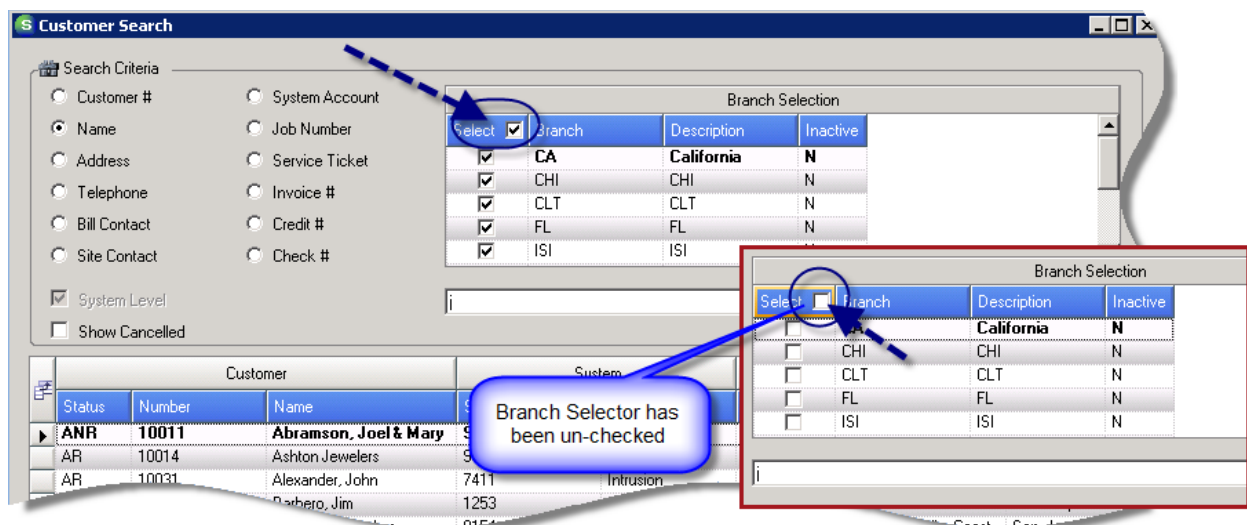 Customer Search
Search Criteria
Customer # System Account
Name Job Number
Address Service Ticket
Telephone Invoice #
Bill Contact Credit #
Site Contact Check #
System Level
Show Cancelled
Branch Selection
Select Branch Description Inactive
CA California N
CHI CHI N
CLT CLT N
FL FL N
ISI ISI
i
Branch Selection
Select Branch Description Inactive
California N
CHI CHI N
CLT CLT N
FL FL N
ISI ISI N
i
Branch Selector has
been un-checked
Customer System
Status Number Name
ANR 10011 Abramson, Joel & Mary
AR 10014 Ashton Jewelers
AR 10031 Alexander, John 7411 Intrusion
Barbero, Jim 1253